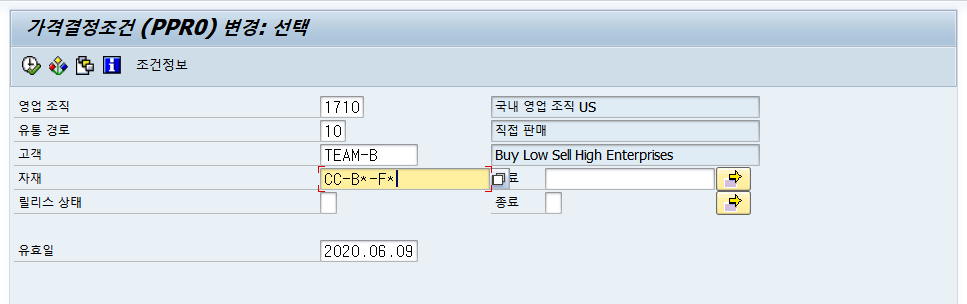 가격결정조건 (PPR0) 변경: 선택
조건정보
영업 조직 1710 국내 영업 조직 US
유통 경로 10 직접 판매
고객 TEAM-B Buy Low Sell High Enterprises
자재 CC-B*-F*
릴리스 상태 종료
유효일 2020.06.09